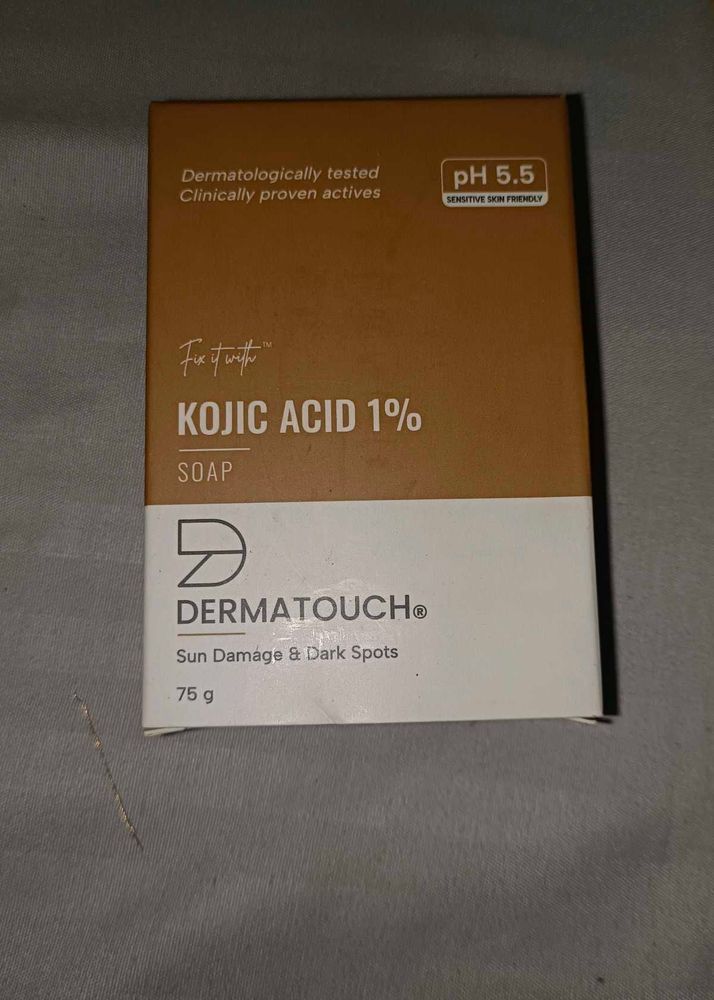 Dermatologically tested
Clinically proven actives
pH 5.5
SENSITIVE SKIN FRIENDLY
Fix it with™
KOJIC ACID 1%
SOAP
DERMATOUCH®
Sun Damage & Dark Spots
75 g